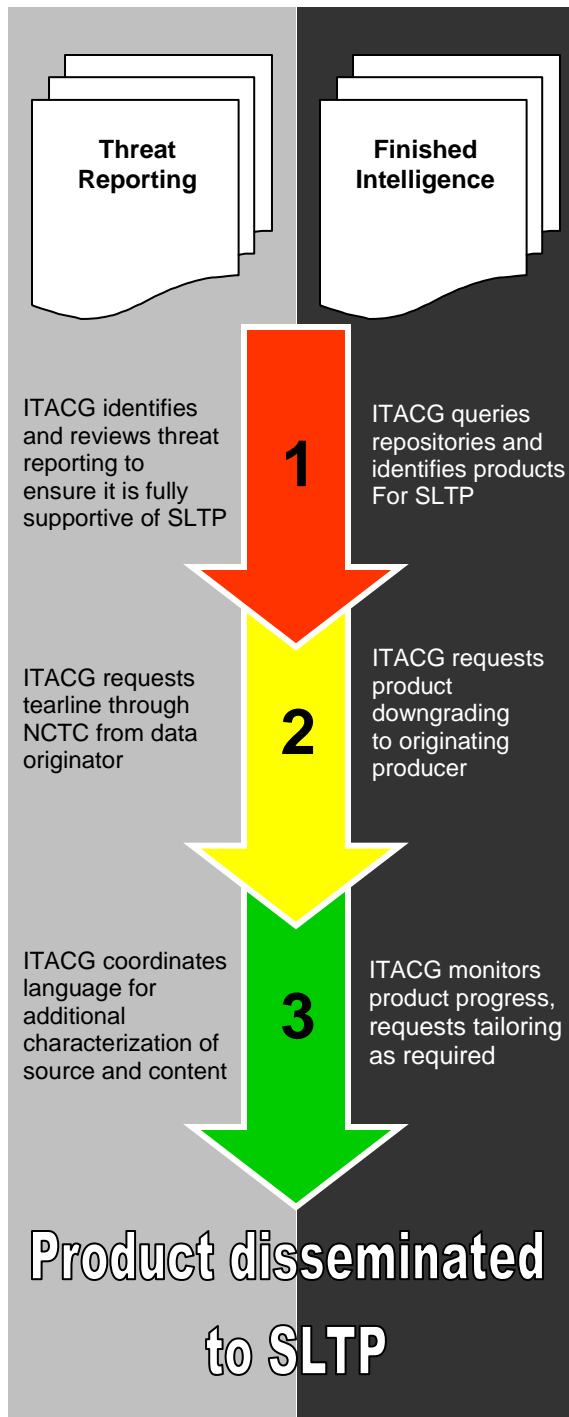 Threat
Reporting
Finished
Intelligence
ITACG identifies
and reviews threat
reporting to
ensure it is fully
supportive of SLTP
1
ITACG queries
repositories and
identifies products
For SLTP
ITACG requests
tearline through
NCTC from data
originator
2
ITACG requests
product
downgrading
to originating
producer
ITACG coordinates
language for
additional
characterization of
source and content
3
ITACG monitors
product progress,
requests tailoring
as required
Product disseminated
to SLTP